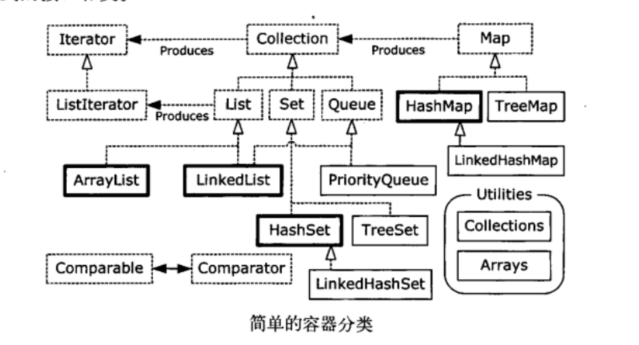 Iterator
Produces
Collection
Produces
Map
ListIterator
Produces
List
Set
Queue
HashMap
TreeMap
LinkedHashMap
ArrayList
LinkedList
PriorityQueue
Utilities
Collections
Arrays
HashSet
TreeSet
Comparable
Comparator
LinkedHashSet
简单的容器分类